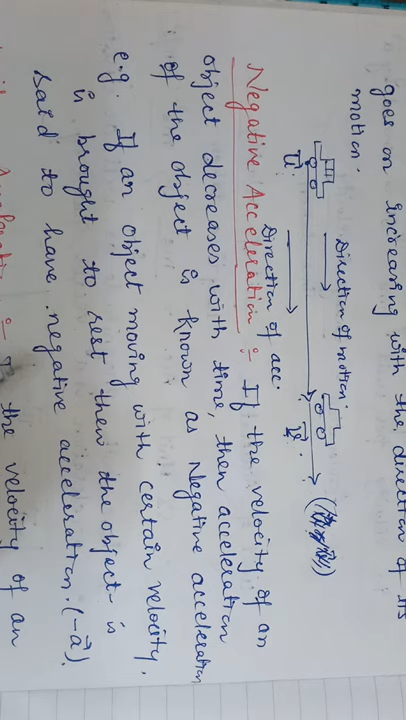 goes on increasing with the direction of its
motion.
Direction of motion.
Direction of acc.
Negative Acceleration :- If the velocity of an
object decreases with time, then acceleration
of the object is known as Negative acceleration
e.g. If an object moving with certain velocity,
is brought to rest then the object is
said to have negative acceleration. (-a⃗).
the velocity of an